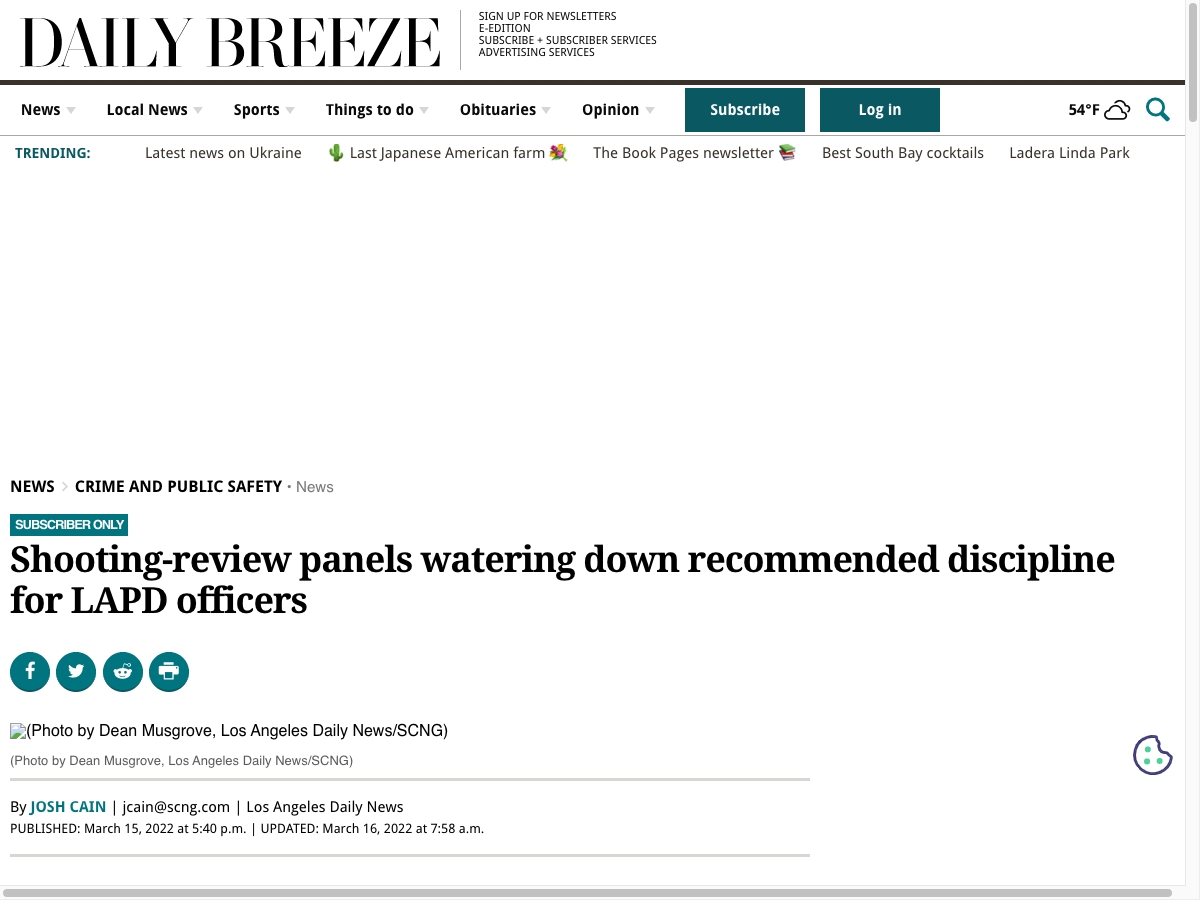 DAILY BREEZE
SIGN UP FOR NEWSLETTERS
E-EDITION
SUBSCRIBE + SUBSCRIBER SERVICES
ADVERTISING SERVICES
News Local News Sports Things to do Obituaries Opinion Subscribe Log in 54°F
TRENDING: Latest news on Ukraine 🌵 Last Japanese American farm 💐 The Book Pages newsletter 📚 Best South Bay cocktails Ladera Linda Park
NEWS > CRIME AND PUBLIC SAFETY • News
SUBSCRIBER ONLY
Shooting-review panels watering down recommended discipline
for LAPD officers
(Photo by Dean Musgrove, Los Angeles Daily News/SCNG)
(Photo by Dean Musgrove, Los Angeles Daily News/SCNG)
By JOSH CAIN | jcain@scng.com | Los Angeles Daily News
PUBLISHED: March 15, 2022 at 5:40 p.m. | UPDATED: March 16, 2022 at 7:58 a.m.